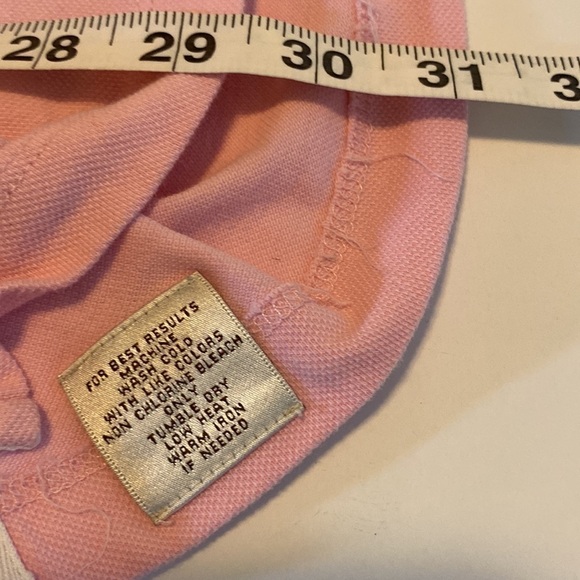 28 29 30 31 3
FOR BEST RESULTS
MACHINE
WASH COLD
WITH LIKE COLORS
NON CHLORINE BLEACH
ONLY
TUMBLE DRY
LOW HEAT
WARM IRON
IF NEEDED